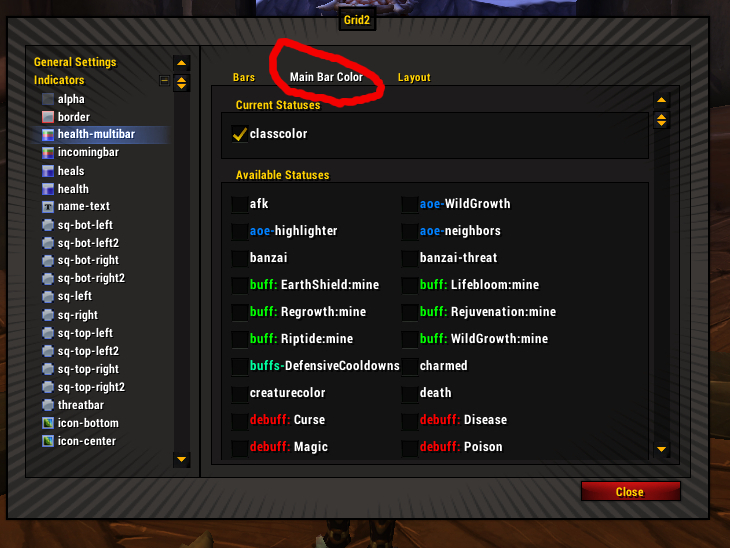 Grid2
General Settings
Indicators
alpha
border
health-multibar
incomingbar
heals
health
name-text
sq-bot-left
sq-bot-left2
sq-bot-right
sq-bot-right2
sq-left
sq-right
sq-top-left
sq-top-left2
sq-top-right
sq-top-right2
threatbar
icon-bottom
icon-center
Bars Main Bar Color Layout
Current Statuses
classcolor
Available Statuses
afk aoe-WildGrowth
aoe-highlighter aoe-neighbors
banzai banzai-threat
buff: EarthShield:mine buff: Lifebloom:mine
buff: Regrowth:mine buff: Rejuvenation:mine
buff: Riptide:mine buff: WildGrowth:mine
buffs-DefensiveCooldowns charmed
creaturecolor death
debuff: Curse debuff: Disease
debuff: Magic debuff: Poison
Close